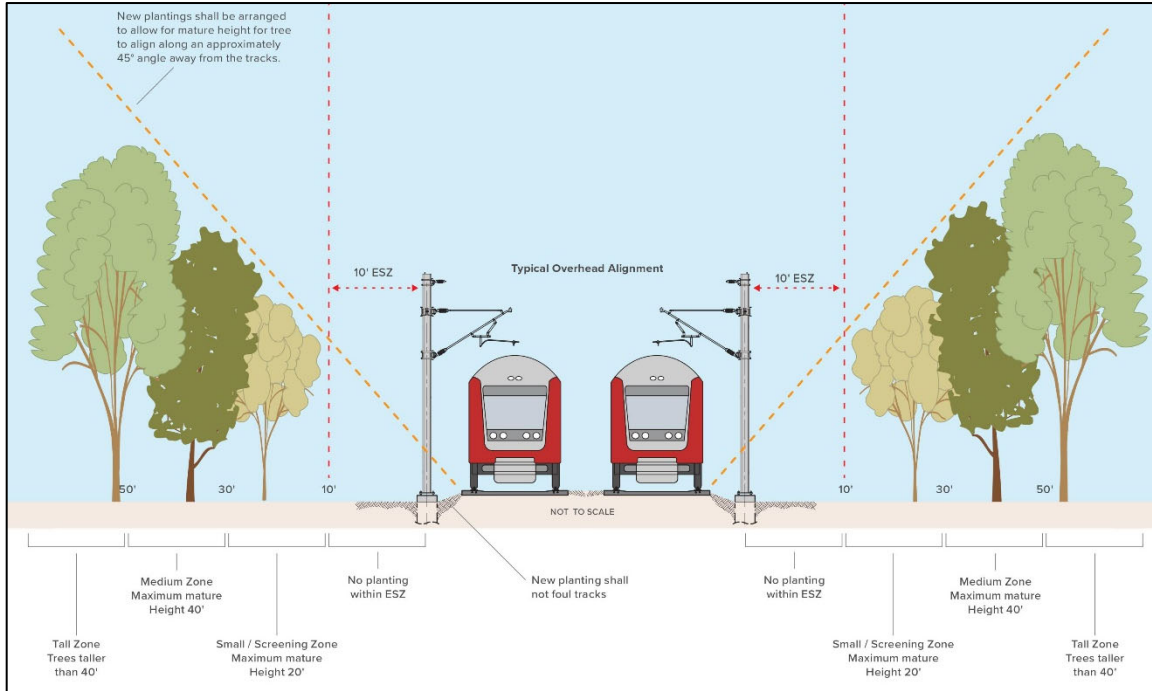 New plantings shall be arranged
to allow for mature height for tree
to align along an approximately
45° angle away from the tracks.
10' ESZ
Typical Overhead Alignment
10' ESZ
50'
30'
10'
NOT TO SCALE
10'
30'
50'
Medium Zone
Maximum mature
Height 40'
No planting
within ESZ
New planting shall
not foul tracks
No planting
within ESZ
Medium Zone
Maximum mature
Height 40'
Tall Zone
Trees taller
than 40'
Small / Screening Zone
Maximum mature
Height 20'
Small / Screening Zone
Maximum mature
Height 20'
Tall Zone
Trees taller
than 40'